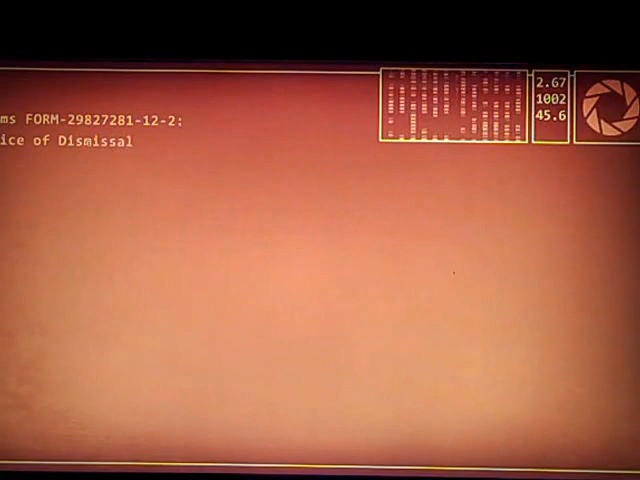 ms FORM-29827281-12-2:
ice of Dismissal
2.67
1002
45.6